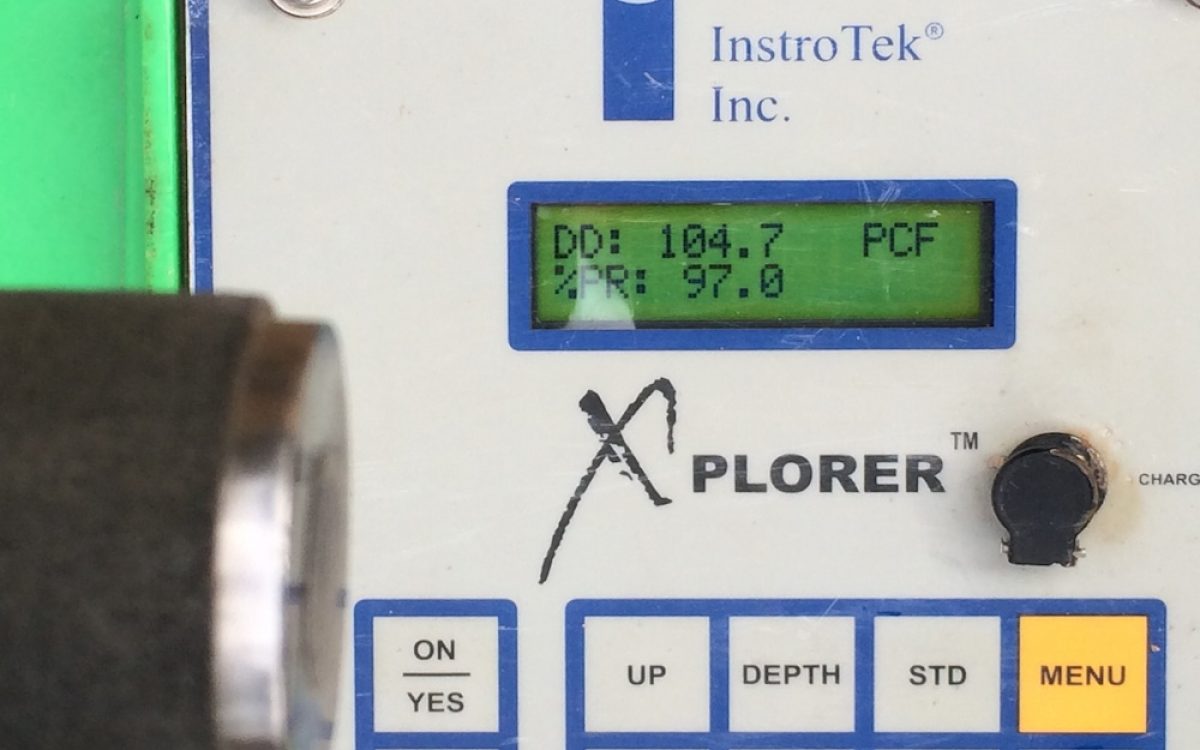 InstroTek®
Inc.
DD: 104.7 PCF
%PR: 97.0
XPLORER™
ON
YES
UP
DEPTH
STD
MENU